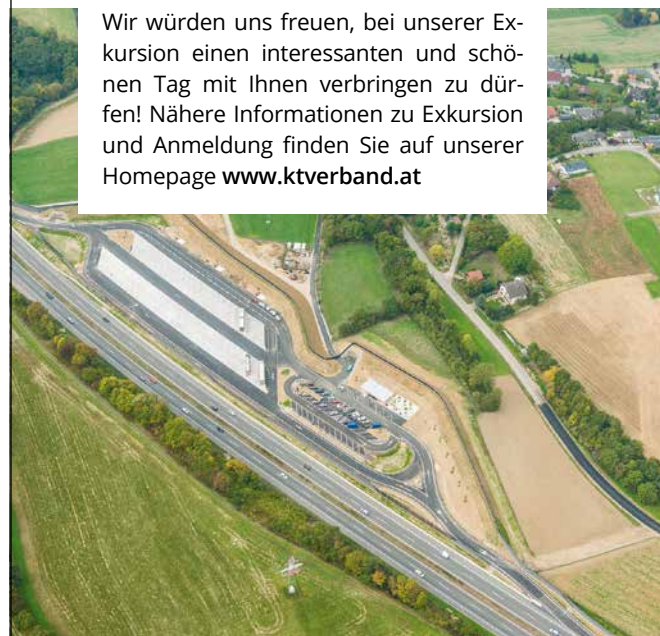 Wir würden uns freuen, bei unserer Ex-
kursion einen interessanten und schö-
nen Tag mit Ihnen verbringen zu dür-
fen! Nähere Informationen zu Exkursion
und Anmeldung finden Sie auf unserer
Homepage www.ktverband.at